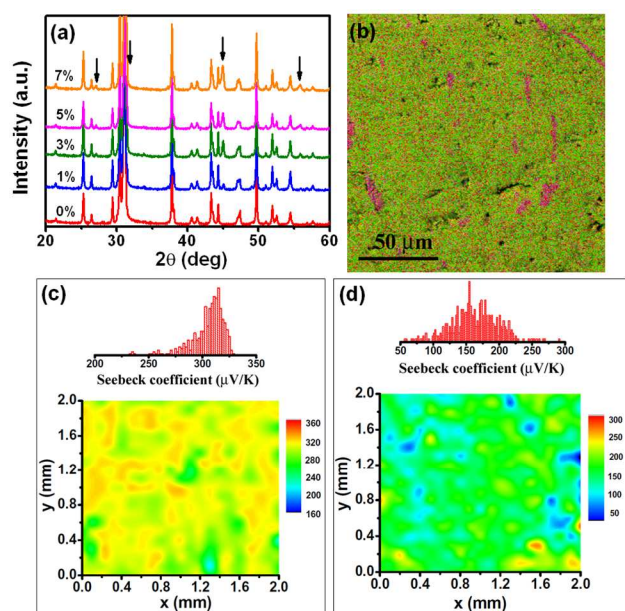 (a)
7%
5%
3%
1%
0%
Intensity (a.u.)
20 30 40 50 60
2θ (deg)
(b)
50 μm
(c)
200 250 300 350
Seebeck coefficient (μV/K)
2.0
1.6
1.2
0.8
0.4
0.0
y (mm)
0.0 0.4 0.8 1.2 1.6 2.0
x (mm)
360
320
280
240
200
160
(d)
50 100 150 200 250 300
Seebeck coefficient (μV/K)
2.0
1.6
1.2
0.8
0.4
0.0
y (mm)
0.0 0.4 0.8 1.2 1.6 2.0
x (mm)
300
250
200
150
100
50